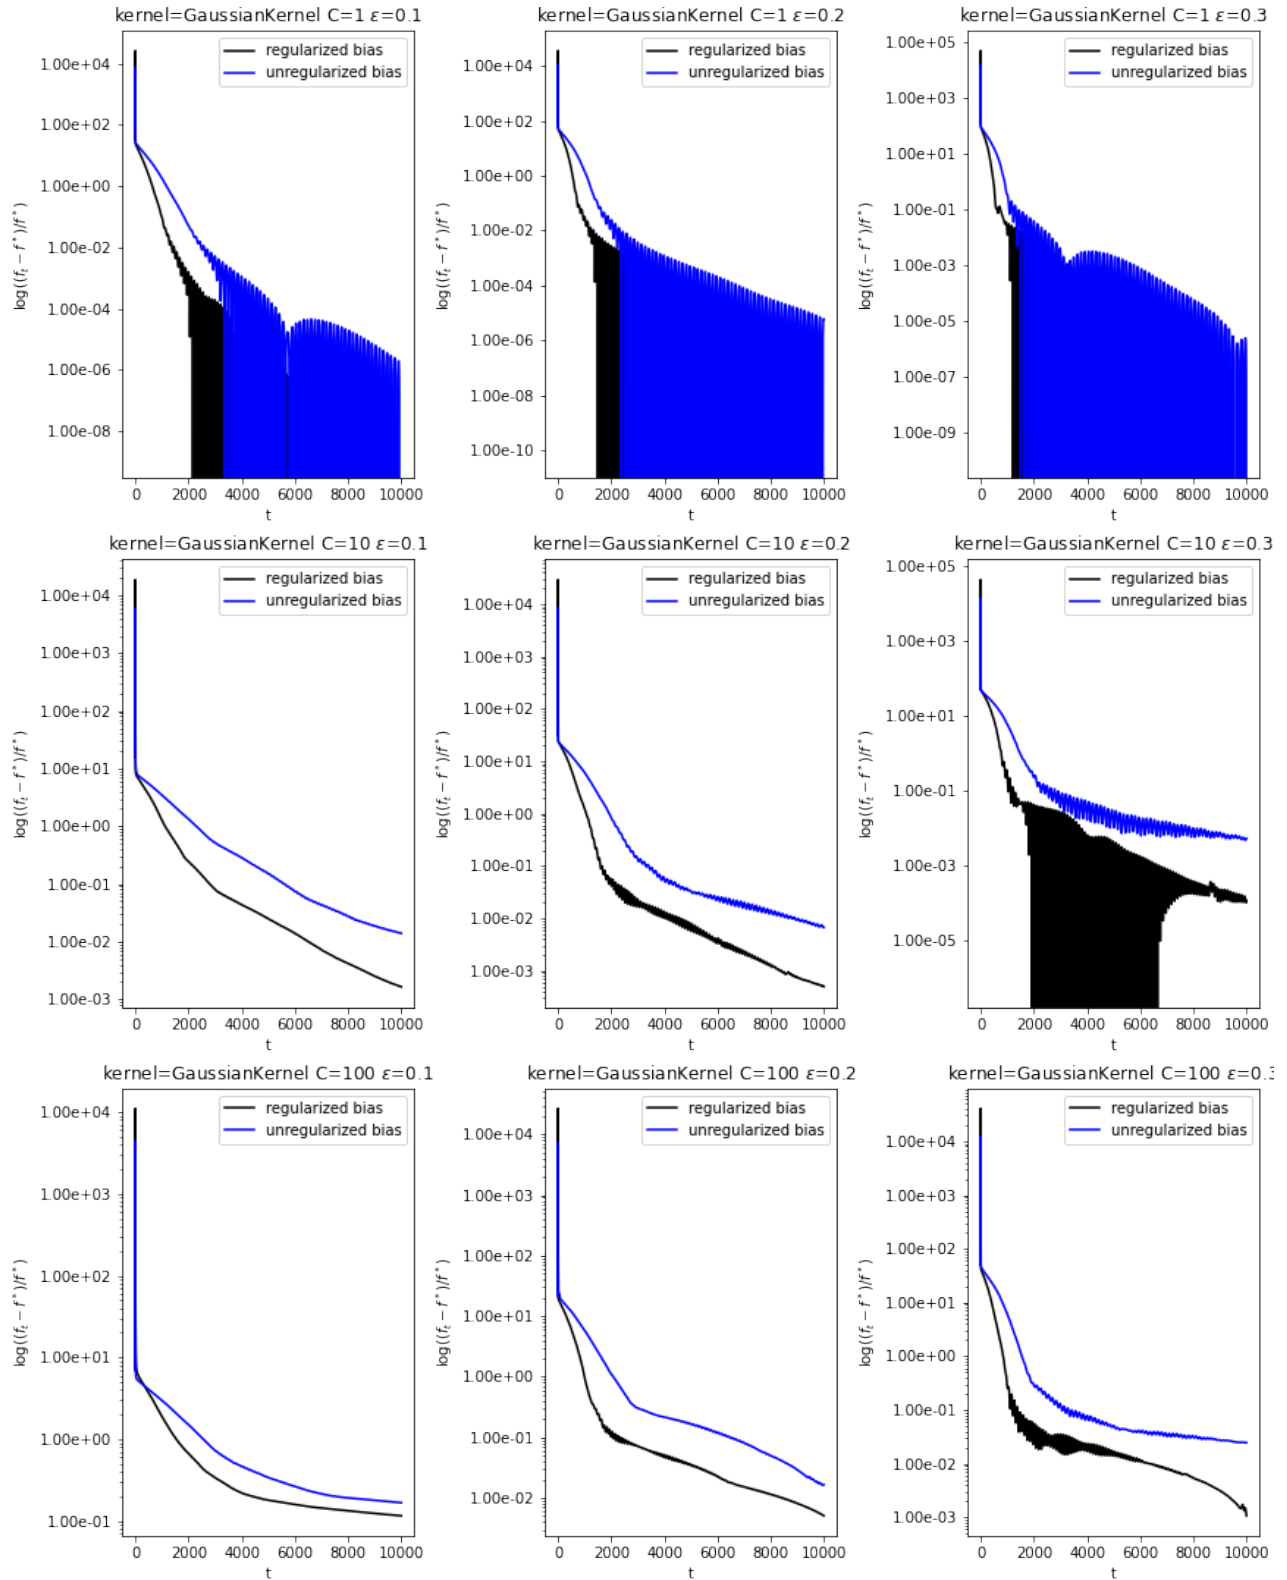 kernel=GaussianKernel C=1 ε=0.1
regularized bias
unregularized bias
1.00e+04
1.00e+02
1.00e+00
1.00e-02
1.00e-04
1.00e-06
1.00e-08
log((f_t − f*)/f*)
0 2000 4000 6000 8000 10000
t
kernel=GaussianKernel C=1 ε=0.2
regularized bias
unregularized bias
1.00e+04
1.00e+02
1.00e+00
1.00e-02
1.00e-04
1.00e-06
1.00e-08
1.00e-10
log((f_t − f*)/f*)
0 2000 4000 6000 8000 10000
t
kernel=GaussianKernel C=1 ε=0.3
regularized bias
unregularized bias
1.00e+05
1.00e+03
1.00e+01
1.00e-01
1.00e-03
1.00e-05
1.00e-07
1.00e-09
log((f_t − f*)/f*)
0 2000 4000 6000 8000 10000
t
kernel=GaussianKernel C=10 ε=0.1
regularized bias
unregularized bias
1.00e+04
1.00e+03
1.00e+02
1.00e+01
1.00e+00
1.00e-01
1.00e-02
1.00e-03
log((f_t − f*)/f*)
0 2000 4000 6000 8000 10000
t
kernel=GaussianKernel C=10 ε=0.2
regularized bias
unregularized bias
1.00e+04
1.00e+03
1.00e+02
1.00e+01
1.00e+00
1.00e-01
1.00e-02
1.00e-03
log((f_t − f*)/f*)
0 2000 4000 6000 8000 10000
t
kernel=GaussianKernel C=10 ε=0.3
regularized bias
unregularized bias
1.00e+05
1.00e+03
1.00e+01
1.00e-01
1.00e-03
1.00e-05
log((f_t − f*)/f*)
0 2000 4000 6000 8000 10000
t
kernel=GaussianKernel C=100 ε=0.1
regularized bias
unregularized bias
1.00e+04
1.00e+03
1.00e+02
1.00e+01
1.00e+00
1.00e-01
log((f_t − f*)/f*)
0 2000 4000 6000 8000 10000
t
kernel=GaussianKernel C=100 ε=0.2
regularized bias
unregularized bias
1.00e+04
1.00e+03
1.00e+02
1.00e+01
1.00e+00
1.00e-01
1.00e-02
log((f_t − f*)/f*)
0 2000 4000 6000 8000 10000
t
kernel=GaussianKernel C=100 ε=0.3
regularized bias
unregularized bias
1.00e+04
1.00e+03
1.00e+02
1.00e+01
1.00e+00
1.00e-01
1.00e-02
1.00e-03
log((f_t − f*)/f*)
0 2000 4000 6000 8000 10000
t